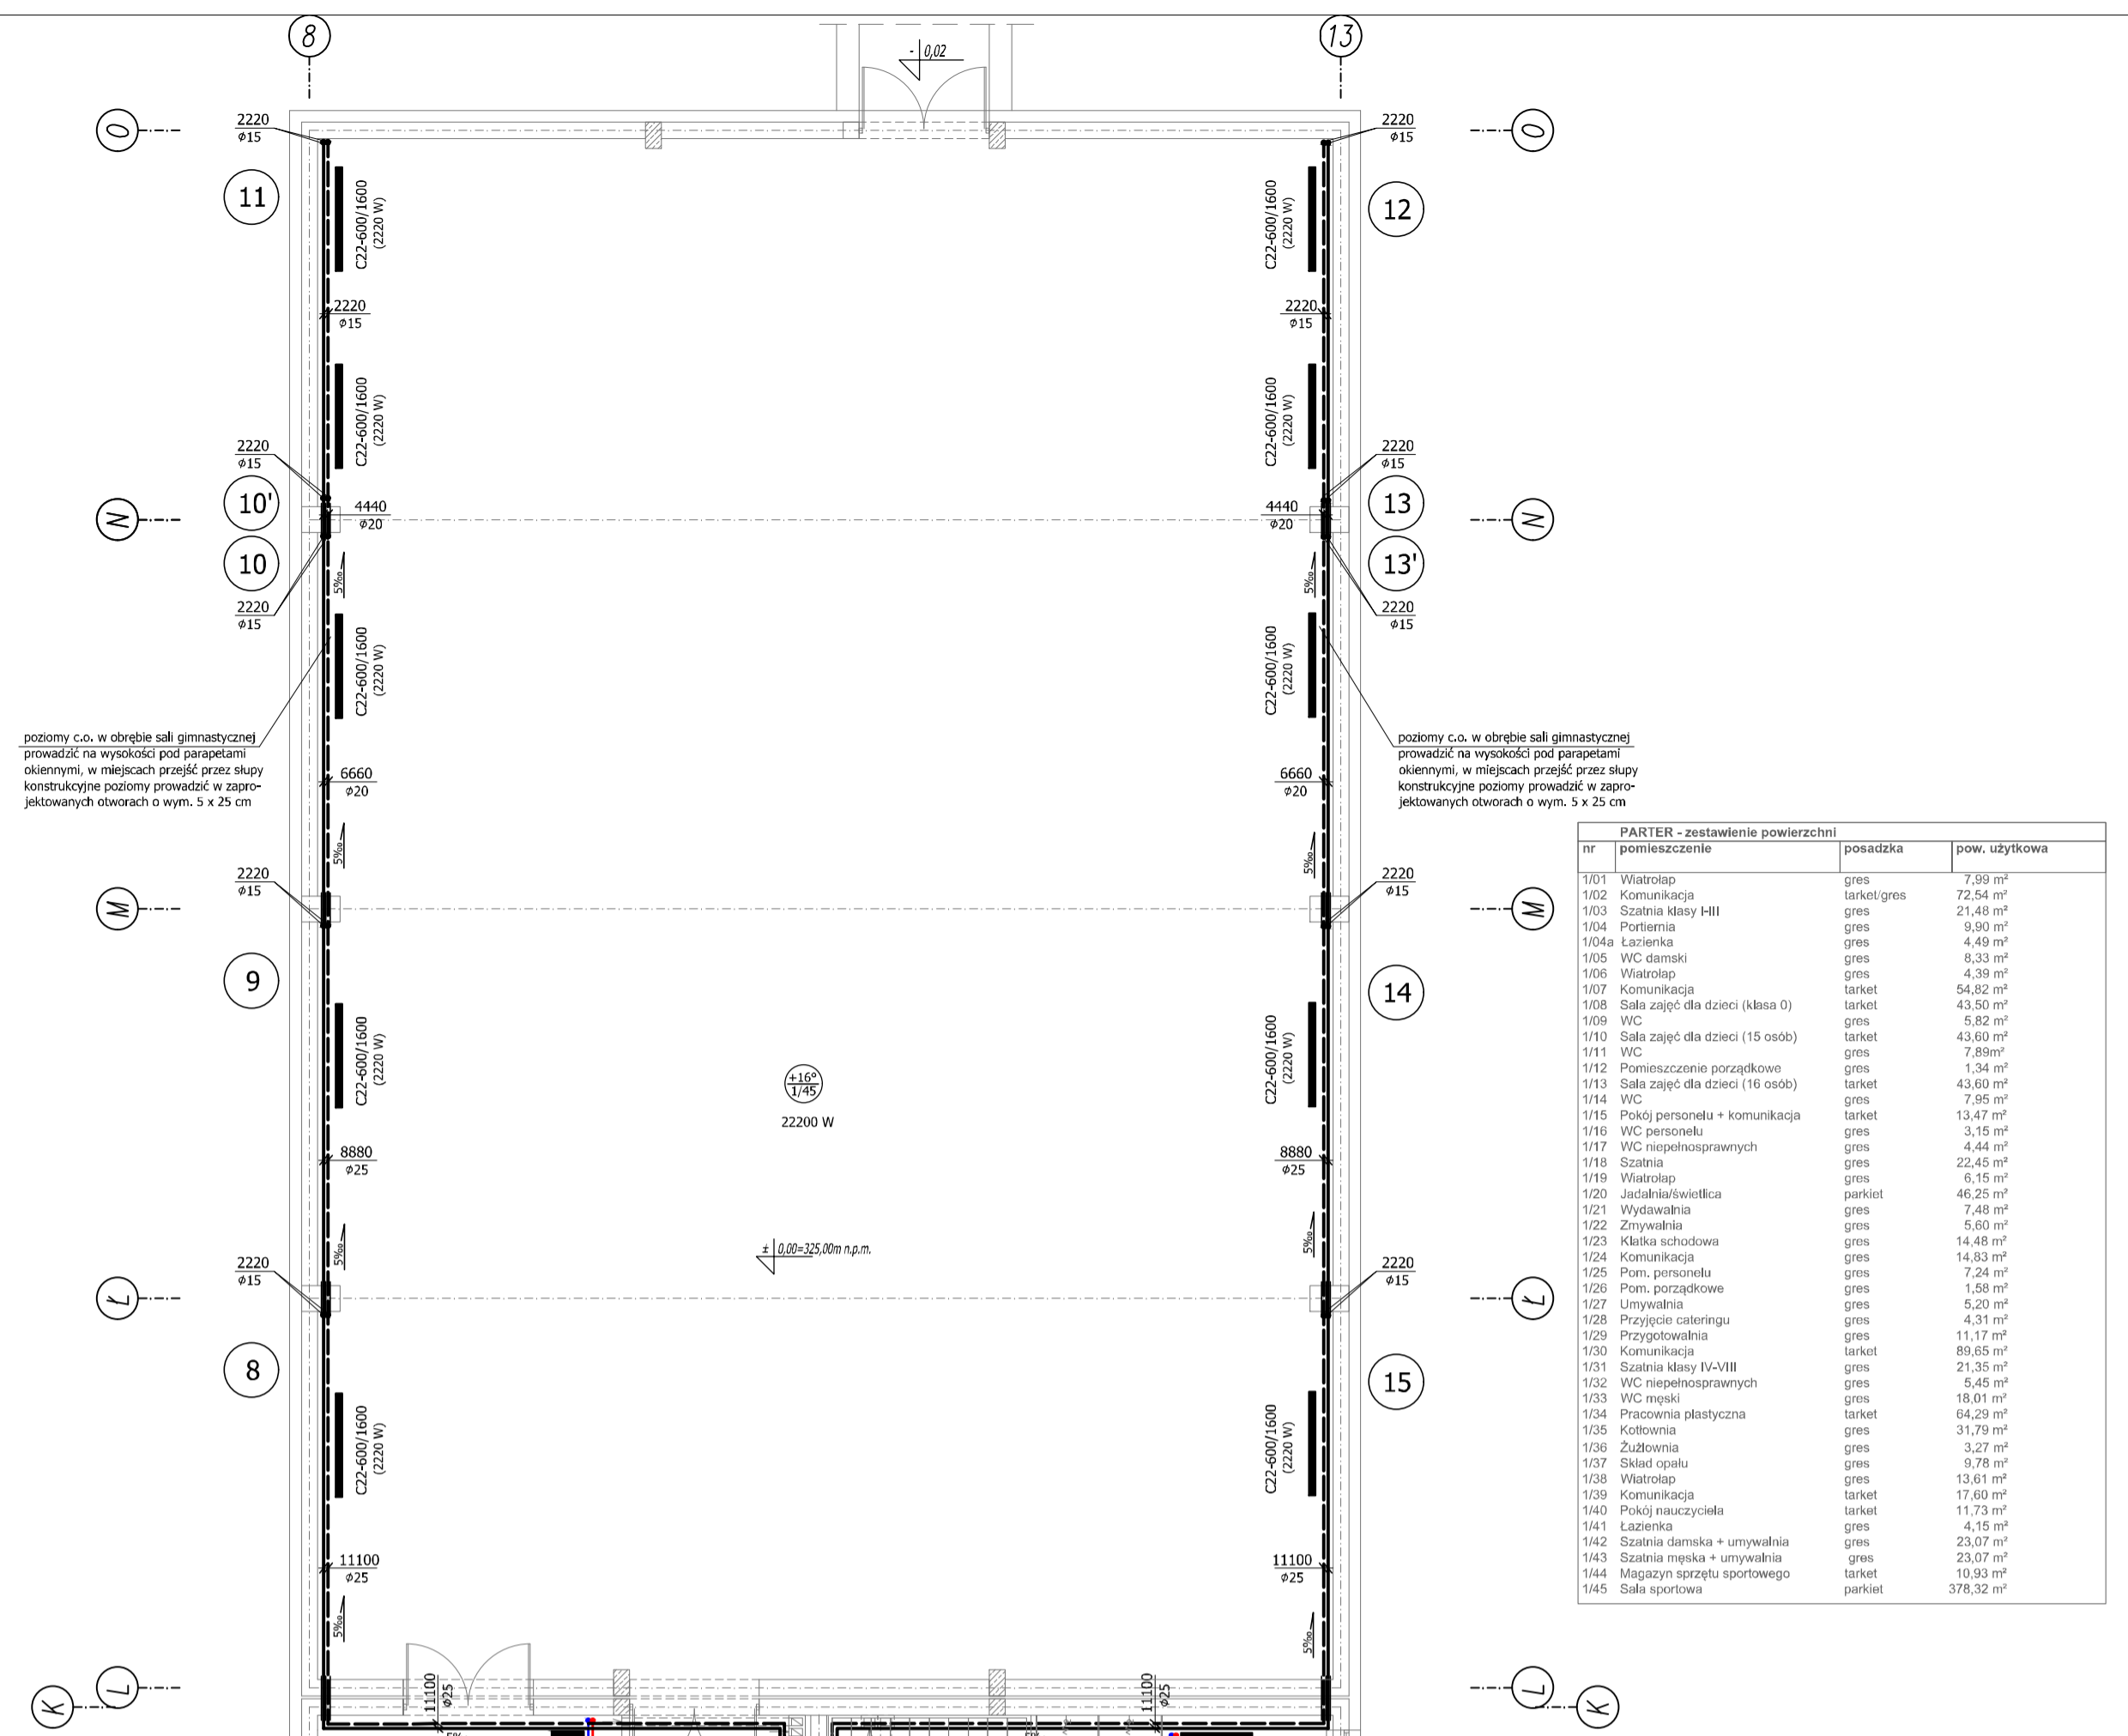 8
13
- 0,02
O
O
2220
φ15
2220
φ15
11
12
C22-600/1600
(2220 W)
C22-600/1600
(2220 W)
2220
φ15
2220
φ15
C22-600/1600
(2220 W)
C22-600/1600
(2220 W)
2220
φ15
2220
φ15
10'
13
N
4440
φ20
4440
φ20
N
10
13'
5‰
5‰
2220
φ15
2220
φ15
C22-600/1600
(2220 W)
C22-600/1600
(2220 W)
poziomy c.o. w obrębie sali gimnastycznej
prowadzić na wysokości pod parapetami
okiennymi, w miejscach przejść przez słupy
konstrukcyjne poziomy prowadzić w zapro-
jektowanych otworach o wym. 5 x 25 cm
poziomy c.o. w obrębie sali gimnastycznej
prowadzić na wysokości pod parapetami
okiennymi, w miejscach przejść przez słupy
konstrukcyjne poziomy prowadzić w zapro-
jektowanych otworach o wym. 5 x 25 cm
6660
φ20
6660
φ20
5‰
5‰
2220
φ15
2220
φ15
M
M
9
14
C22-600/1600
(2220 W)
C22-600/1600
(2220 W)
+16°
1/45
22200 W
8880
φ25
8880
φ25
5‰
5‰
± 0,00=325,00m n.p.m.
2220
φ15
2220
φ15
Ł
Ł
8
15
C22-600/1600
(2220 W)
C22-600/1600
(2220 W)
11100
φ25
11100
φ25
5‰
5‰
11100
φ25
11100
φ25
L
K
L
K
PARTER - zestawienie powierzchni
nr pomieszczenie posadzka pow. użytkowa
1/01 Wiatrołap gres 7,99 m²
1/02 Komunikacja tarket/gres 72,54 m²
1/03 Szatnia klasy I-III gres 21,48 m²
1/04 Portiernia gres 9,90 m²
1/04a Łazienka gres 4,49 m²
1/05 WC damski gres 8,33 m²
1/06 Wiatrołap gres 4,39 m²
1/07 Komunikacja tarket 54,82 m²
1/08 Sala zajęć dla dzieci (klasa 0) tarket 43,50 m²
1/09 WC gres 5,82 m²
1/10 Sala zajęć dla dzieci (15 osób) tarket 43,60 m²
1/11 WC gres 7,89m²
1/12 Pomieszczenie porządkowe gres 1,34 m²
1/13 Sala zajęć dla dzieci (16 osób) tarket 43,60 m²
1/14 WC gres 7,95 m²
1/15 Pokój personelu + komunikacja tarket 13,47 m²
1/16 WC personelu gres 3,15 m²
1/17 WC niepełnosprawnych gres 4,44 m²
1/18 Szatnia gres 22,45 m²
1/19 Wiatrołap gres 6,15 m²
1/20 Jadalnia/świetlica parkiet 46,25 m²
1/21 Wydawalnia gres 7,48 m²
1/22 Zmywalnia gres 5,60 m²
1/23 Klatka schodowa gres 14,48 m²
1/24 Komunikacja gres 14,83 m²
1/25 Pom. personelu gres 7,24 m²
1/26 Pom. porządkowe gres 1,58 m²
1/27 Umywalnia gres 5,20 m²
1/28 Przyjęcie cateringu gres 4,31 m²
1/29 Przygotowalnia gres 11,17 m²
1/30 Komunikacja tarket 89,65 m²
1/31 Szatnia klasy IV-VIII gres 21,35 m²
1/32 WC niepełnosprawnych gres 5,45 m²
1/33 WC męski gres 18,01 m²
1/34 Pracownia plastyczna tarket 64,29 m²
1/35 Kotłownia gres 31,79 m²
1/36 Żużlownia gres 3,27 m²
1/37 Skład opału gres 9,78 m²
1/38 Wiatrołap gres 13,61 m²
1/39 Komunikacja tarket 17,60 m²
1/40 Pokój nauczyciela tarket 11,73 m²
1/41 Łazienka gres 4,15 m²
1/42 Szatnia damska + umywalnia gres 23,07 m²
1/43 Szatnia męska + umywalnia gres 23,07 m²
1/44 Magazyn sprzętu sportowego tarket 10,93 m²
1/45 Sala sportowa parkiet 378,32 m²